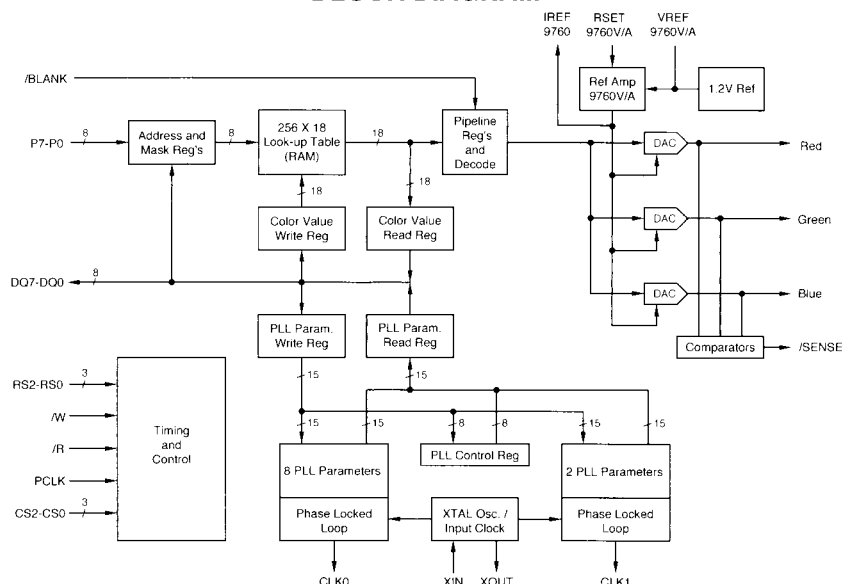 BLOCK DIAGRAM
IREF
9760
RSET
9760V/A
VREF
9760V/A
/BLANK
Ref Amp
9760V/A
1.2V Ref
P7-P0
8
Address and
Mask Reg's
8
256 X 18
Look-up Table
(RAM)
18
Pipeline
Reg's
and
Decode
DAC
Red
18
18
Color Value
Write Reg
Color Value
Read Reg
DAC
Green
DQ7-DQ0
8
DAC
Blue
PLL Param.
Write Reg
PLL Param.
Read Reg
Comparators
/SENSE
15
15
RS2-RS0
3
/W
/R
PCLK
CS2-CS0
3
Timing
and
Control
15
15
8
8
15
15
8 PLL Parameters
PLL Control Reg
2 PLL Parameters
Phase Locked
Loop
XTAL Osc. /
Input Clock
Phase Locked
Loop
CLK0
XIN
XOUT
CLK1